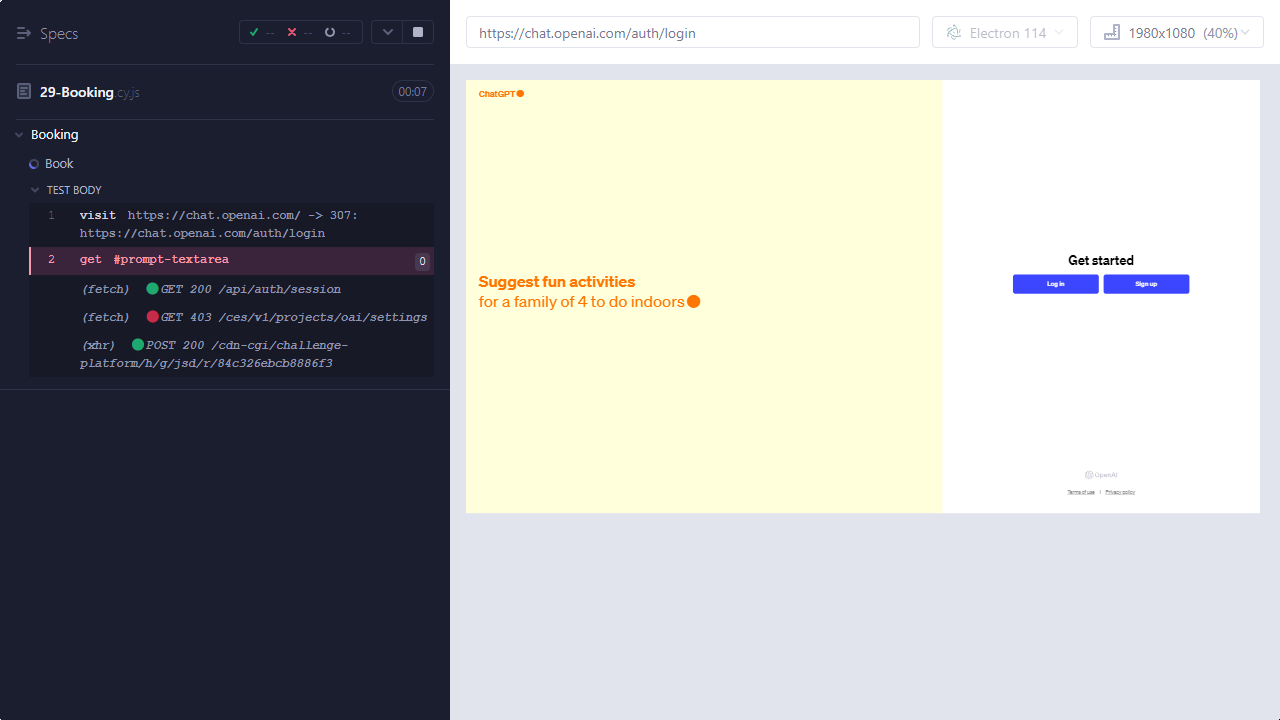 Specs
-- -- --
29-Booking.cy.js 00:07
Booking
Book
TEST BODY
1 visit https://chat.openai.com/ -> 307:
https://chat.openai.com/auth/login
2 get #prompt-textarea 0
(fetch) GET 200 /api/auth/session
(fetch) GET 403 /ces/v1/projects/oai/settings
(xhr) POST 200 /cdn-cgi/challenge-
platform/h/g/jsd/r/84c326ebcb8886f3
https://chat.openai.com/auth/login
Electron 114
1980x1080 (40%)
ChatGPT
Suggest fun activities
for a family of 4 to do indoors
Get started
Log in Sign up
OpenAI
Terms of use | Privacy policy